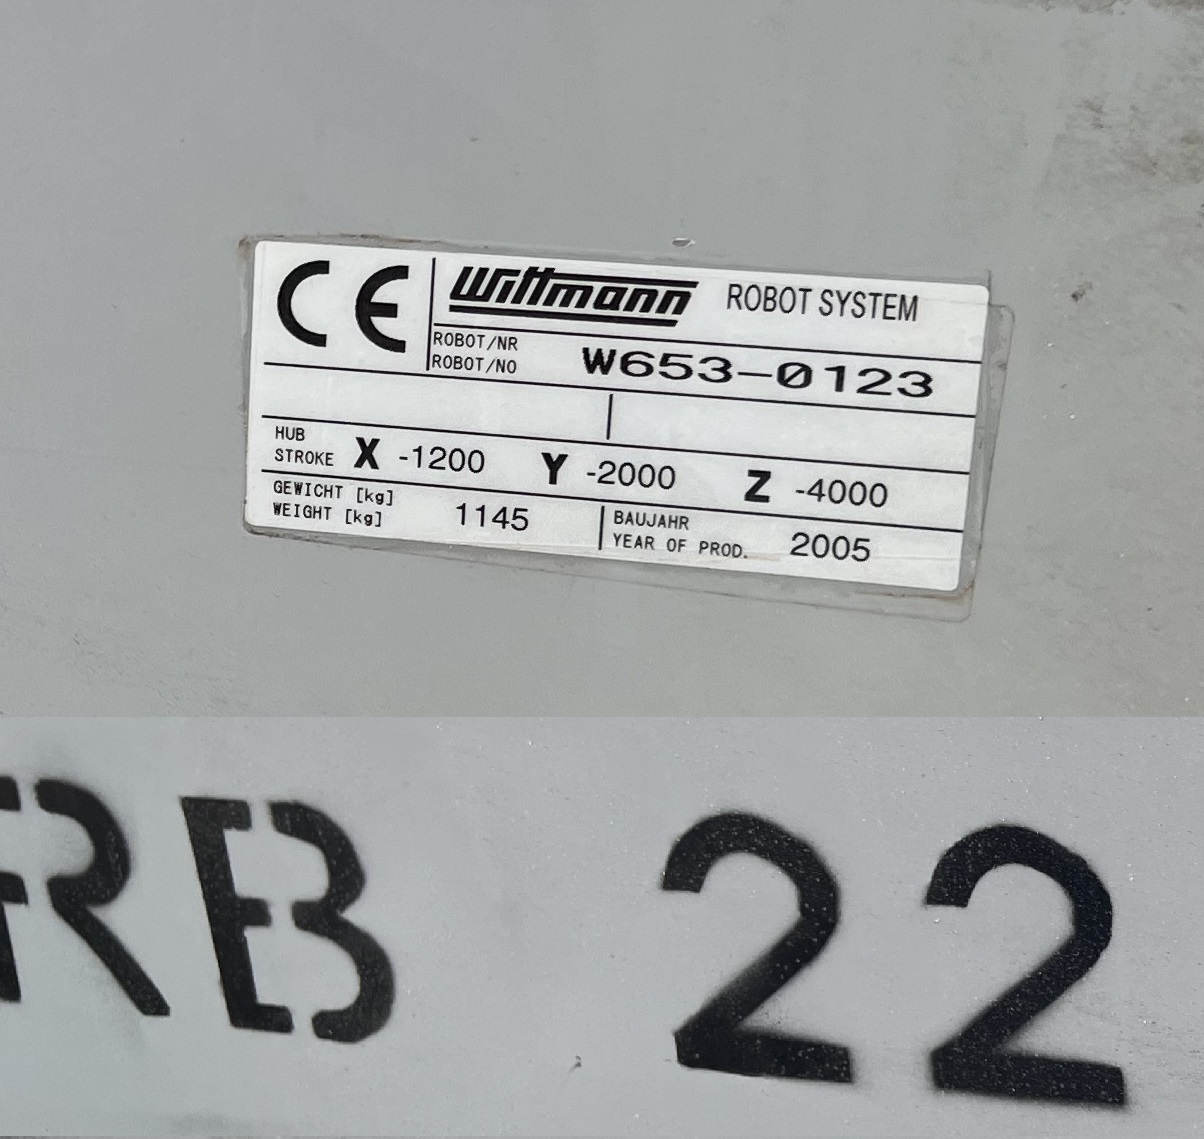 CE Wittmann ROBOT SYSTEM
ROBOT/NR
ROBOT/NO W653-0123
HUB
STROKE X -1200 Y -2000 Z -4000
GEWICHT [kg]
WEIGHT [kg] 1145
BAUJAHR
YEAR OF PROD. 2005
RB 22